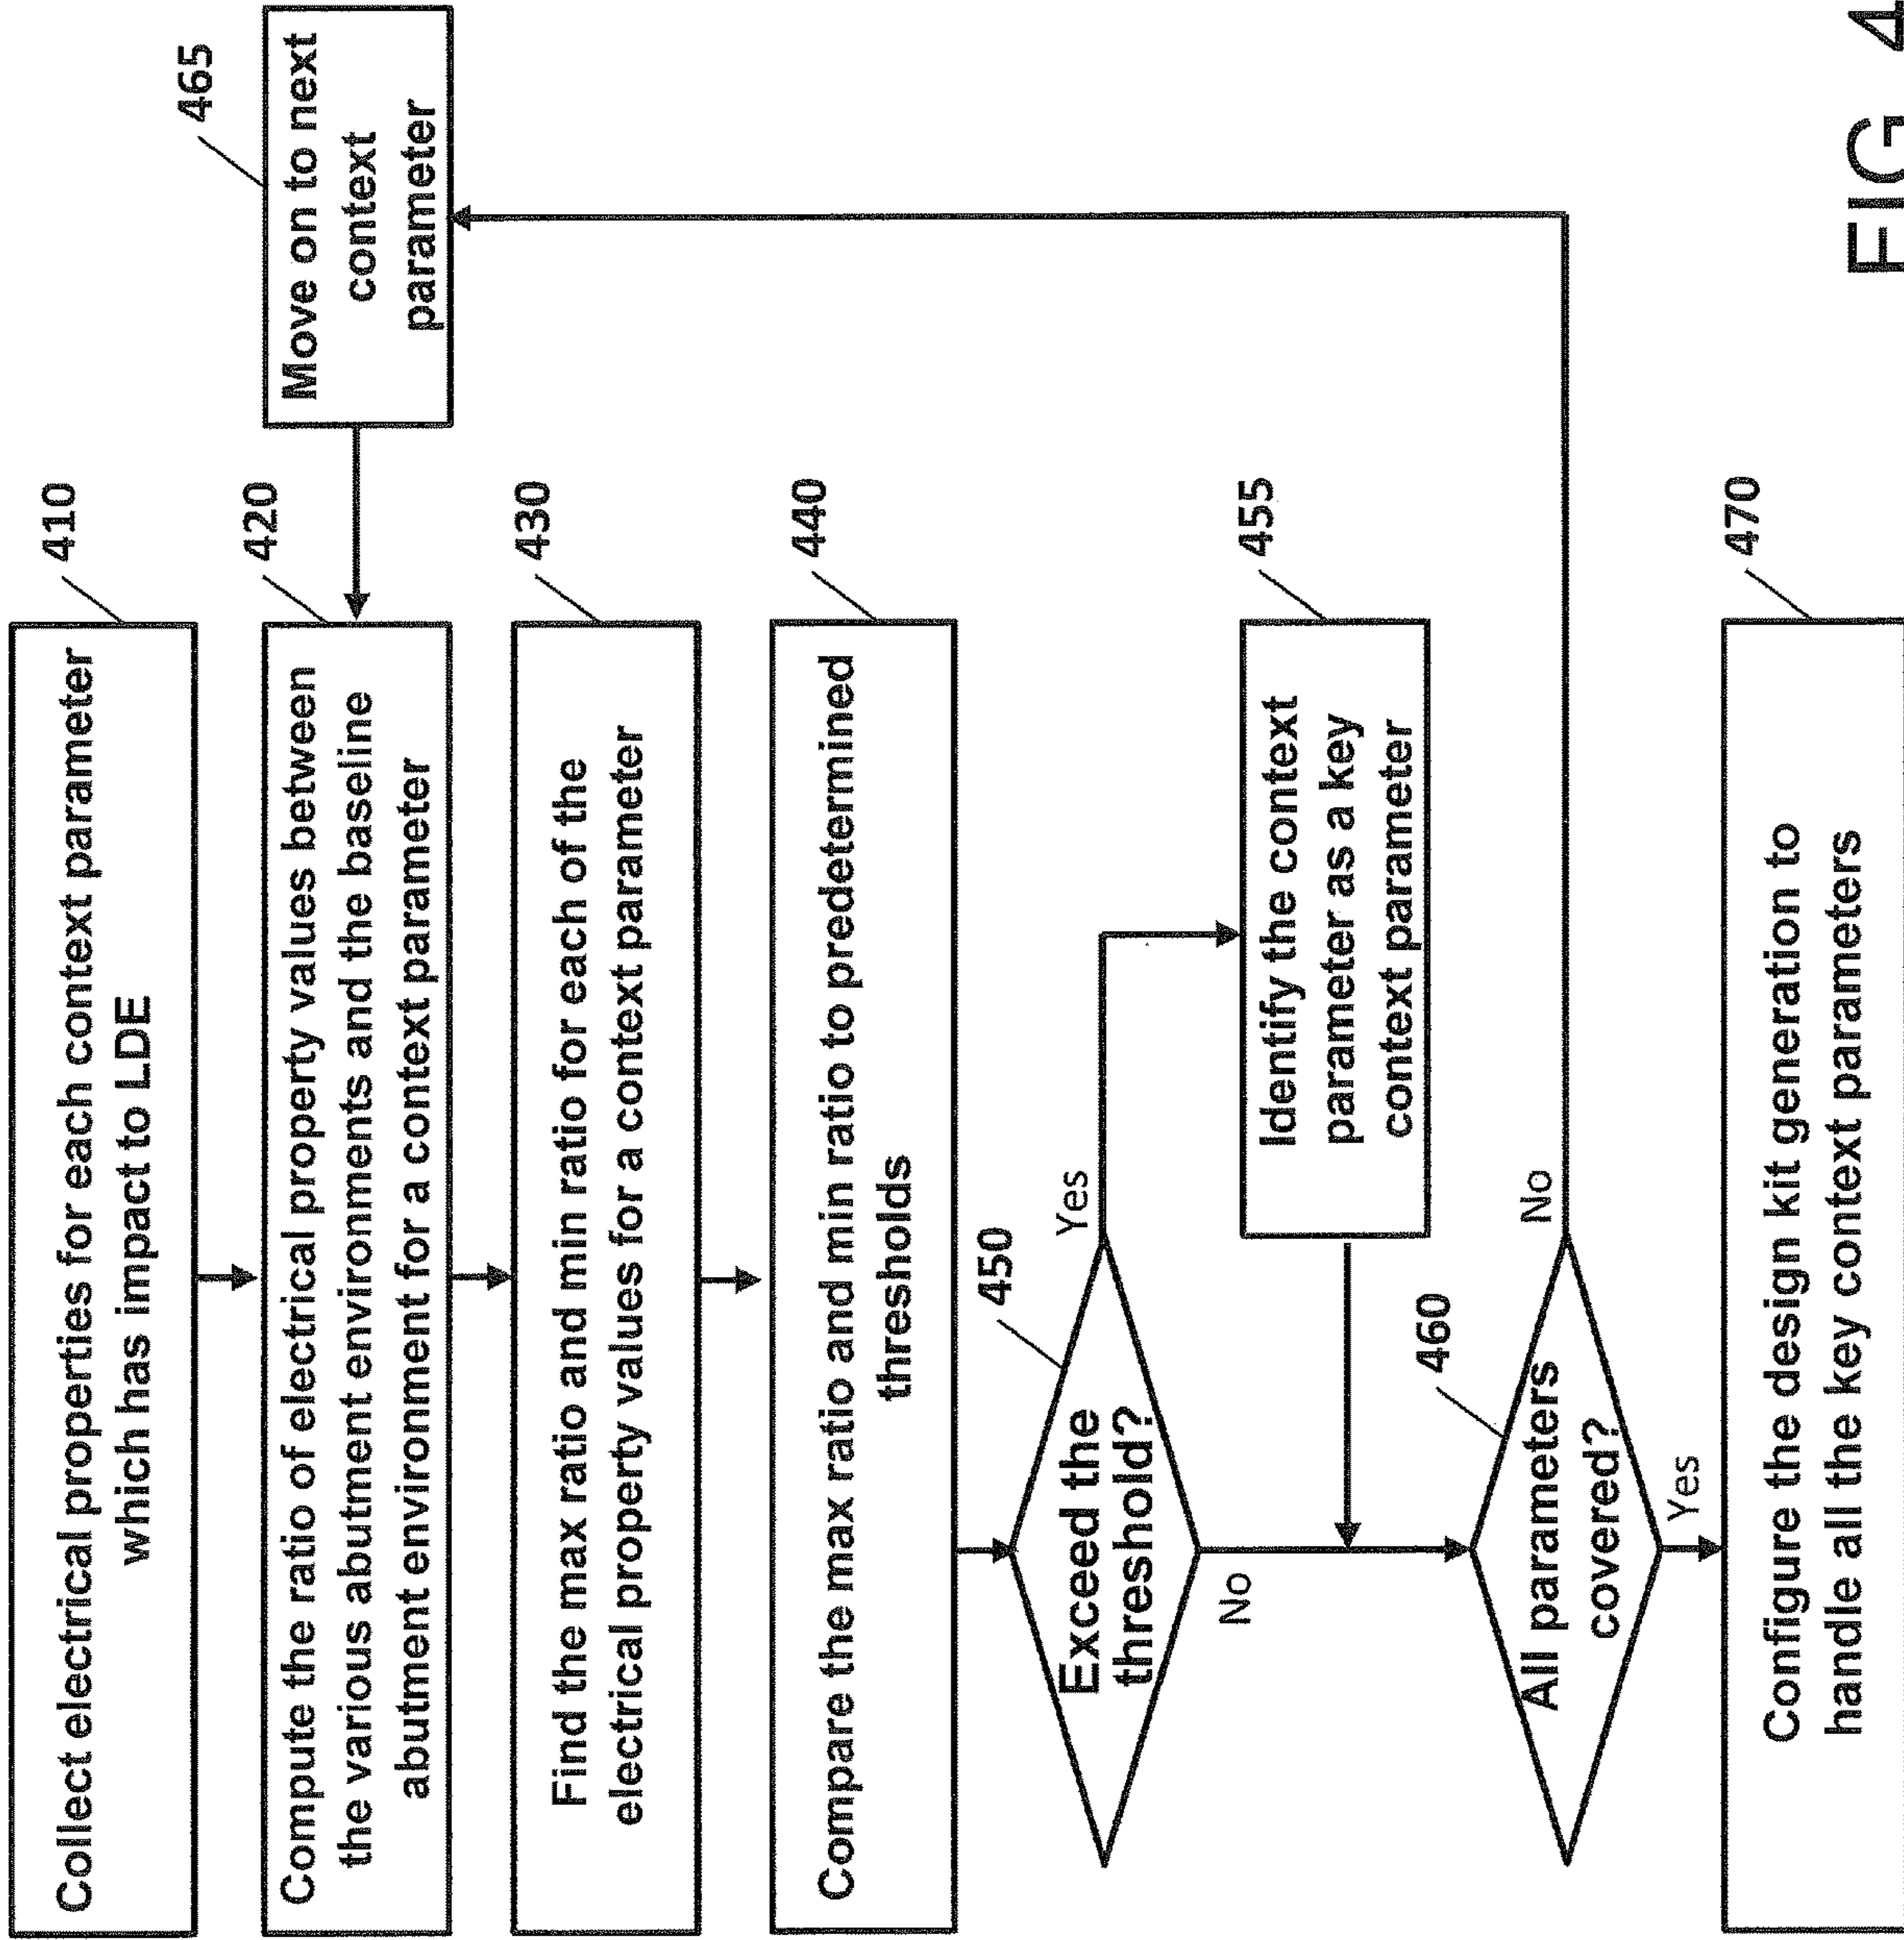 410
Collect electrical properties for each context parameter
which has impact to LDE
465
Move on to next
context
parameter
420
Compute the ratio of electrical property values between
the various abutment environments and the baseline
abutment environment for a context parameter
430
Find the max ratio and min ratio for each of the
electrical property values for a context parameter
440
Compare the max ratio and min ratio to predetermined
thresholds
450
Exceed the
threshold?
Yes
No
455
Identify the context
parameter as a key
context parameter
460
All parameters
covered?
No
Yes
470
Configure the design kit generation to
handle all the key context parameters
FIG 4